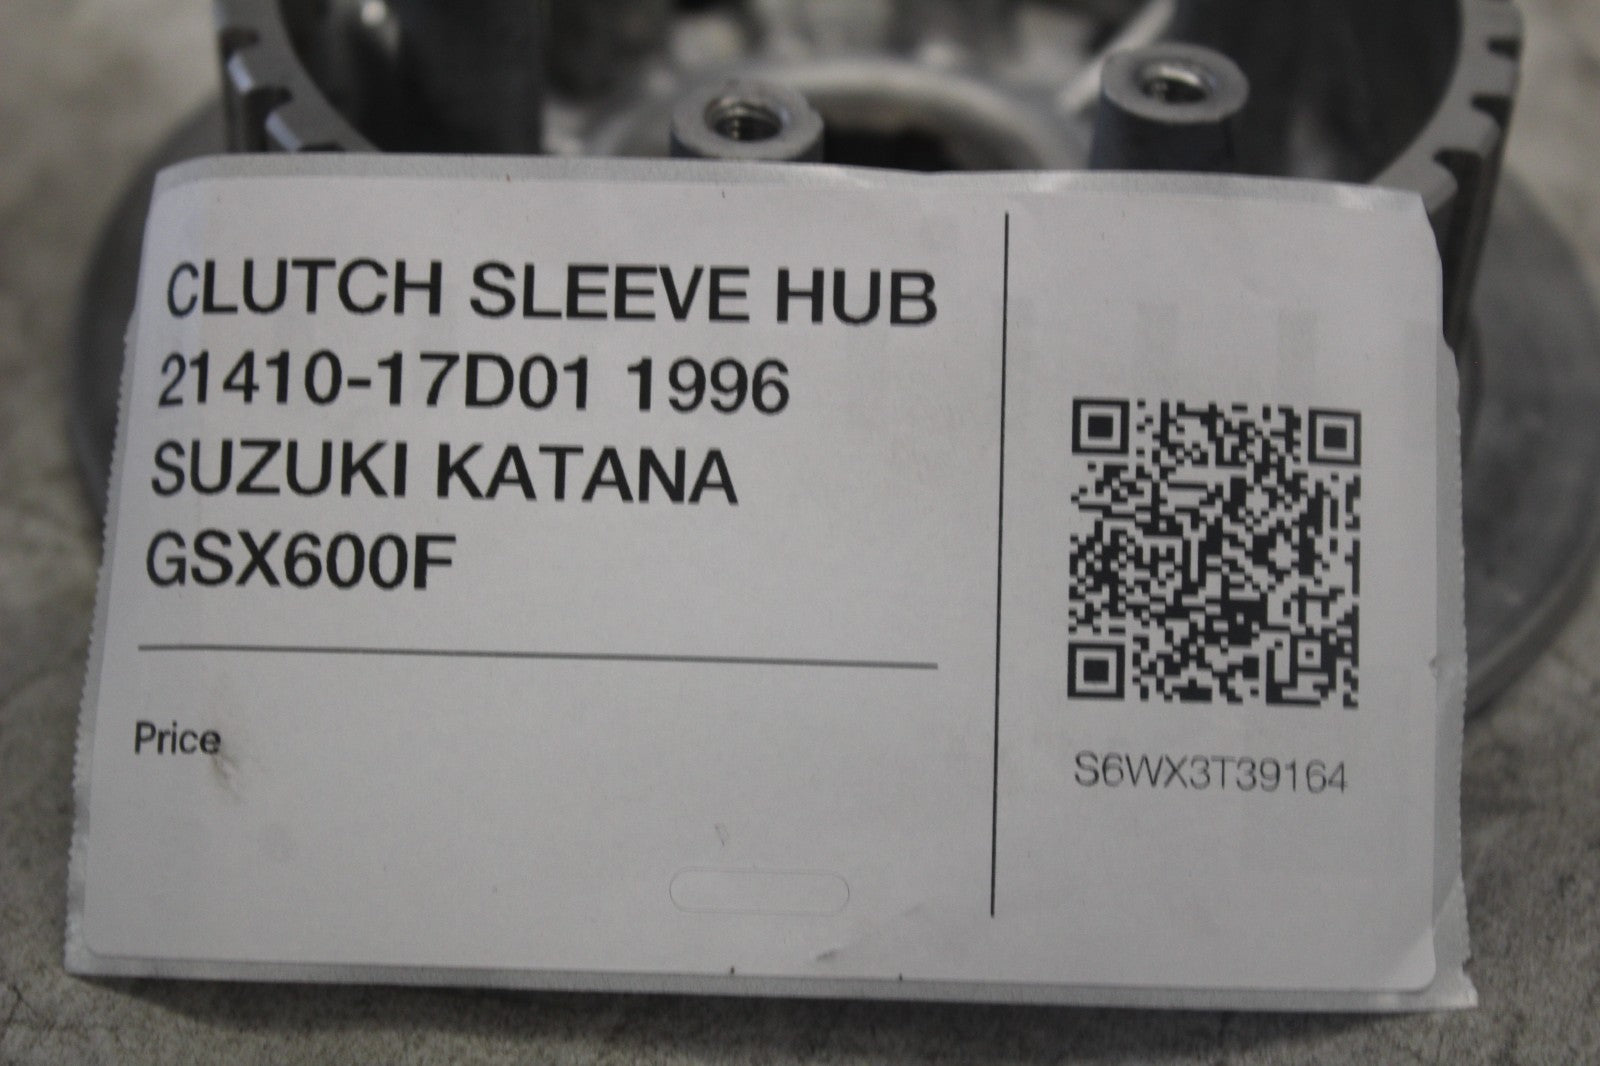 CLUTCH SLEEVE HUB
21410-17D01 1996
SUZUKI KATANA
GSX600F
Price
S6WX3T39164